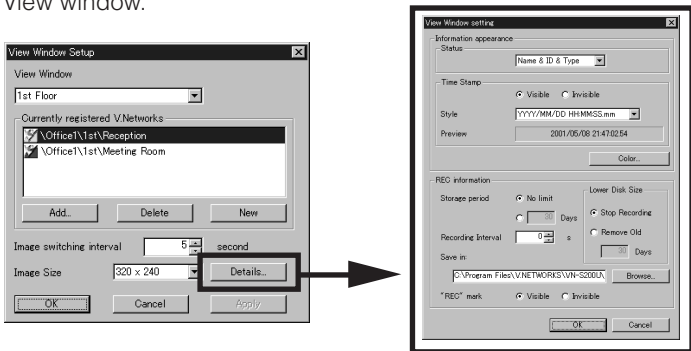 View window.
View Window Setup
View Window
1st Floor
Currently registered V.Networks
\Office1\1st\Reception
\Office1\1st\Meeting Room
Add... Delete New
Image switching interval 5 second
Image Size 320 x 240 Details...
OK Cancel Apply
View Window setting
Information appearance
Status
Name & ID & Type
Time Stamp
Visible Invisible
Style YYYY/MM/DD HH:MM:SS.mm
Preview 2001/05/08 21:47:02.54
Color...
REC information
Storage period No limit
30 Days
Recording Interval 0 s
Lower Disk Size
Stop Recording
Remove Old
30 Days
Save in:
C:\Program Files\V.NETWORKS\VN-S200U\ Browse...
"REC" mark Visible Invisible
OK Cancel